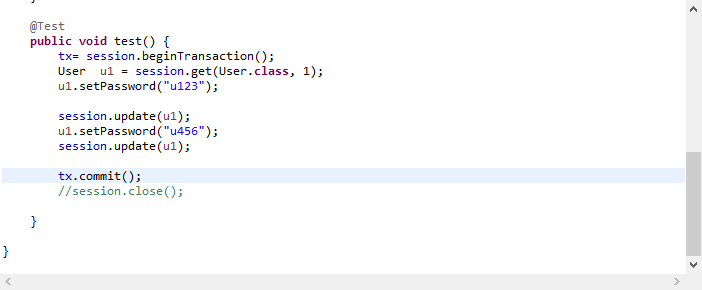 @Test
public void test() {
tx= session.beginTransaction();
User  u1 = session.get(User.class, 1);
u1.setPassword("u123");
session.update(u1);
u1.setPassword("u456");
session.update(u1);
tx.commit();
//session.close();
}
}